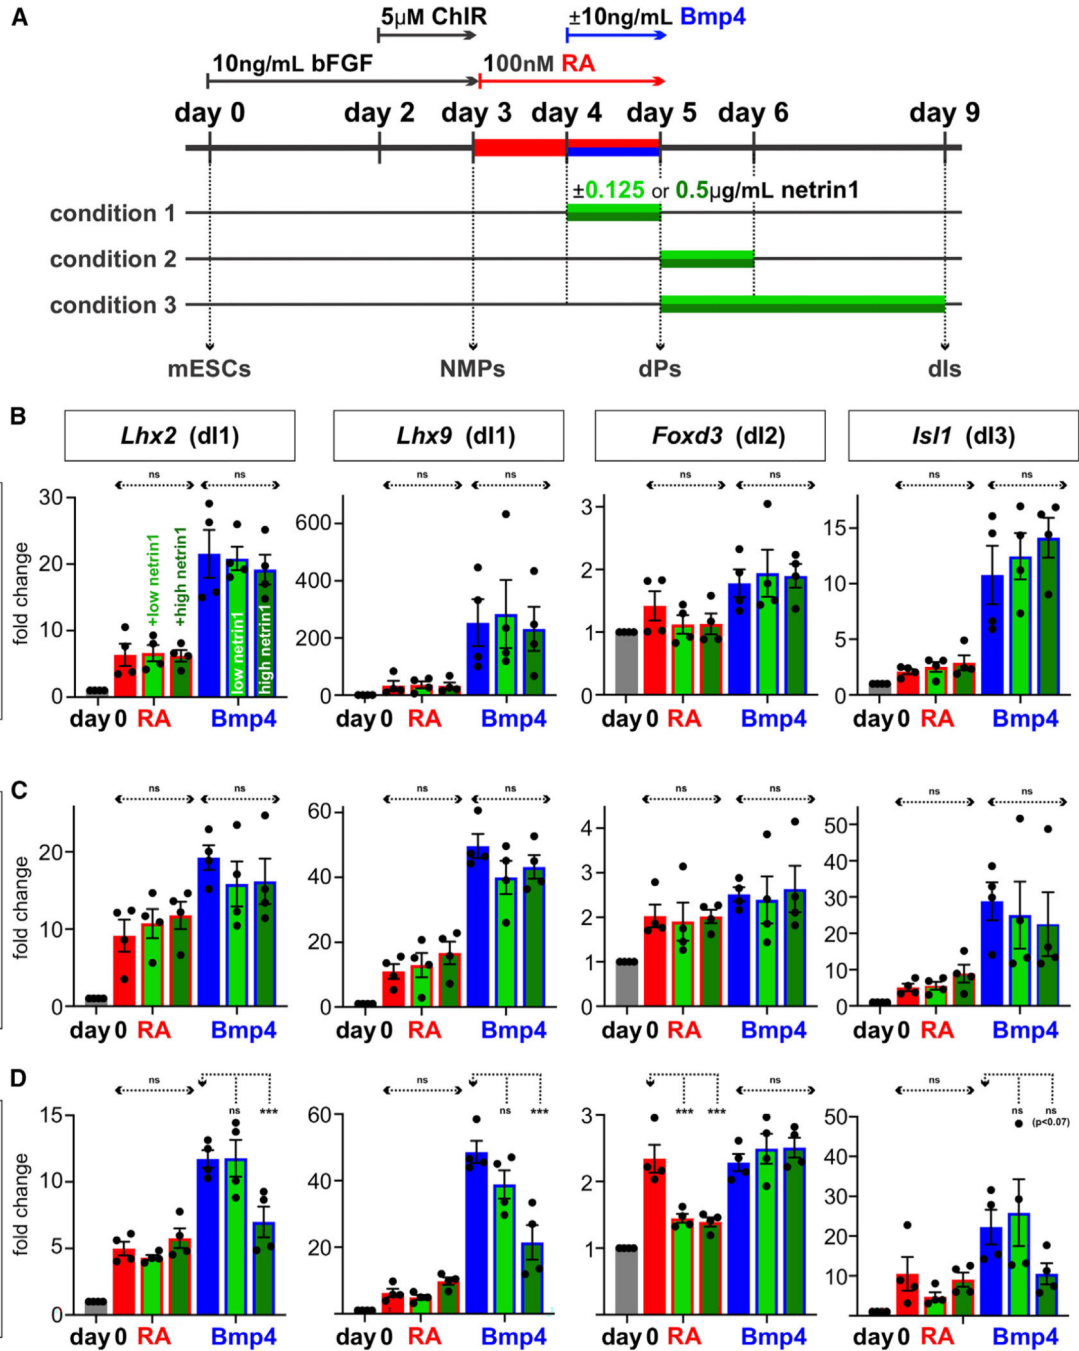 A
5µM ChIR
±10ng/mL Bmp4
10ng/mL bFGF
100nM RA
day 0 day 2 day 3 day 4 day 5 day 6 day 9
±0.125 or 0.5µg/mL netrin1
condition 1
condition 2
condition 3
mESCs NMPs dPs dIs
B
Lhx2 (dI1) Lhx9 (dI1) Foxd3 (dI2) Isl1 (dI3)
ns ns ns ns ns ns ns ns
fold change
30
20
10
0
+low netrin1
+high netrin1
low netrin1
high netrin1
600
400
200
0
3
2
1
0
15
10
5
0
day 0 RA Bmp4 day 0 RA Bmp4 day 0 RA Bmp4 day 0 RA Bmp4
C
ns ns ns ns ns ns ns ns
fold change
20
10
0
60
40
20
0
4
3
2
1
0
50
40
30
20
10
0
day 0 RA Bmp4 day 0 RA Bmp4 day 0 RA Bmp4 day 0 RA Bmp4
D
ns ns ns ns
ns *** ns *** *** *** ns ns
(p<0.07)
fold change
15
10
5
0
60
40
20
3
2
1
50
40
30
20
10
day 0 RA Bmp4 day 0 RA Bmp4 day 0 RA Bmp4 day 0 RA Bmp4